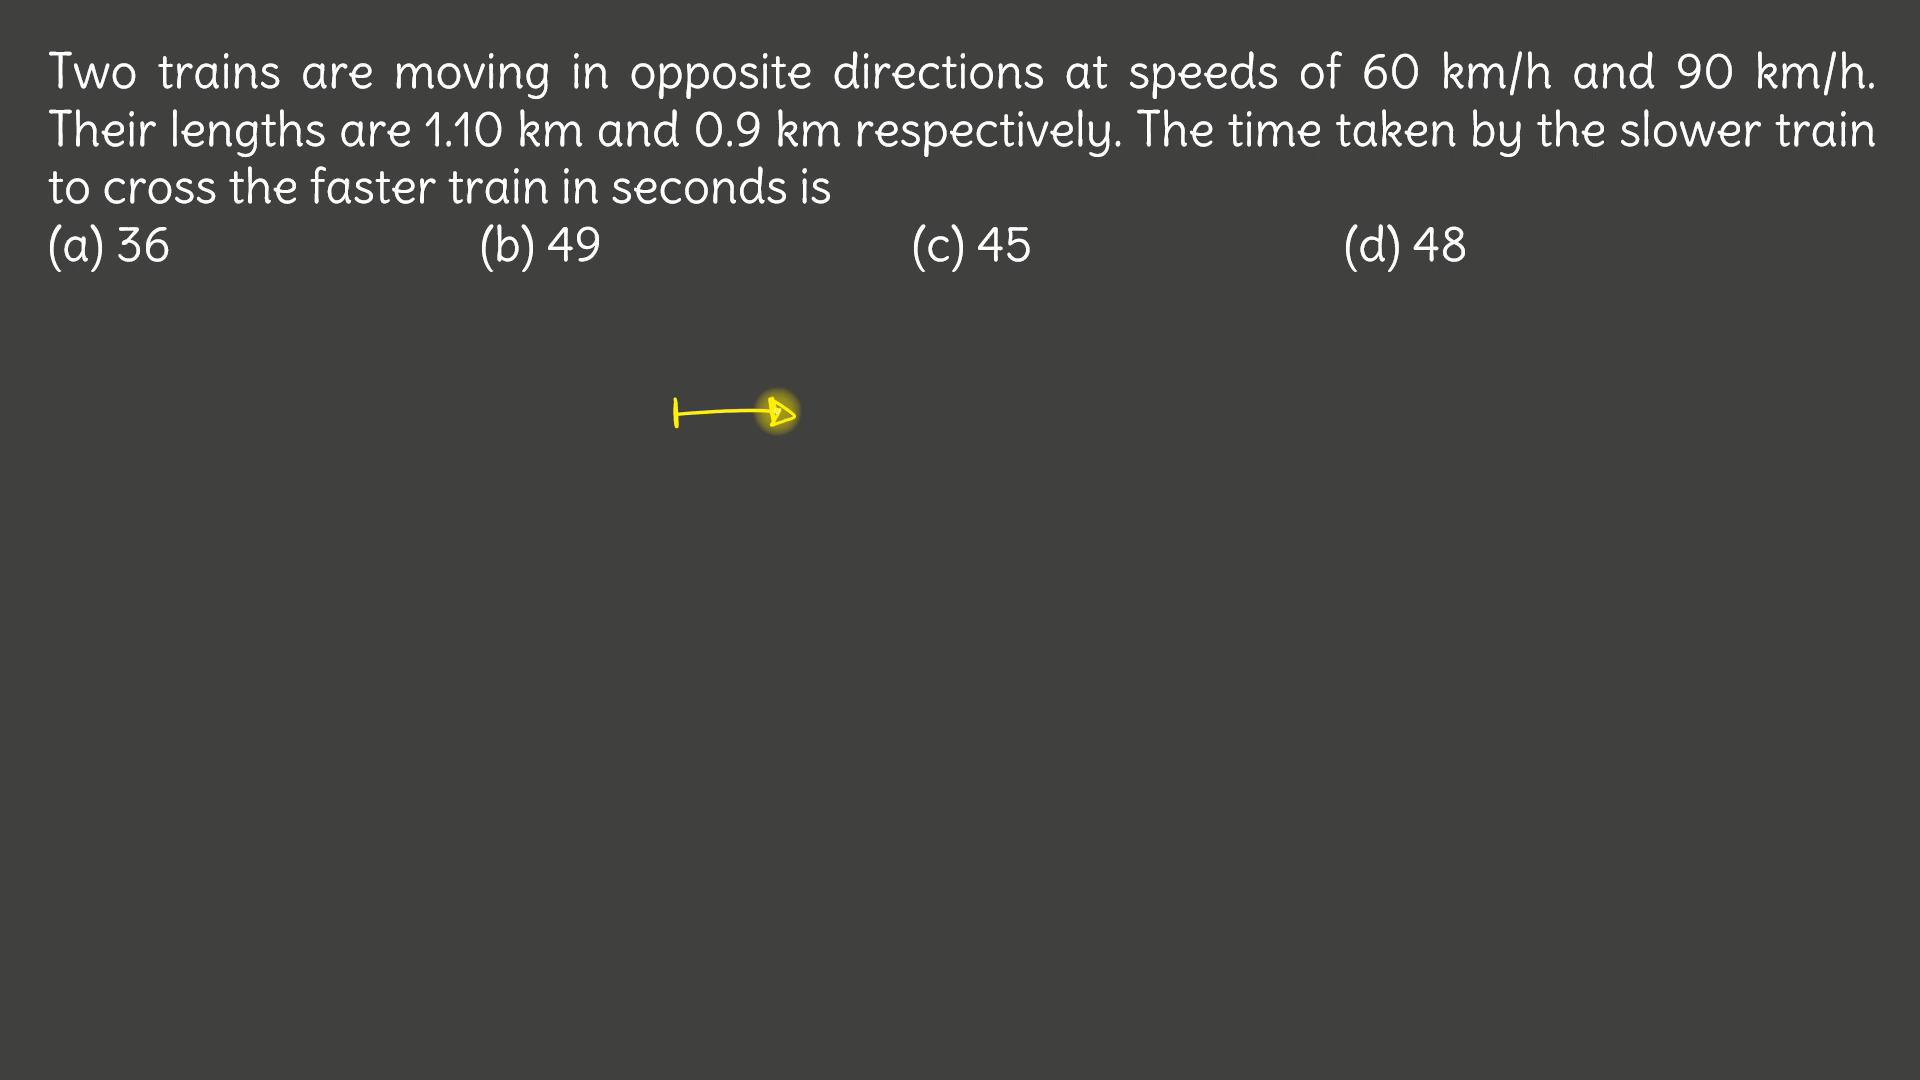 Two trains are moving in opposite directions at speeds of 60 km/h and 90 km/h.
Their lengths are 1.10 km and 0.9 km respectively. The time taken by the slower train
to cross the faster train in seconds is
(a) 36 (b) 49 (c) 45 (d) 48